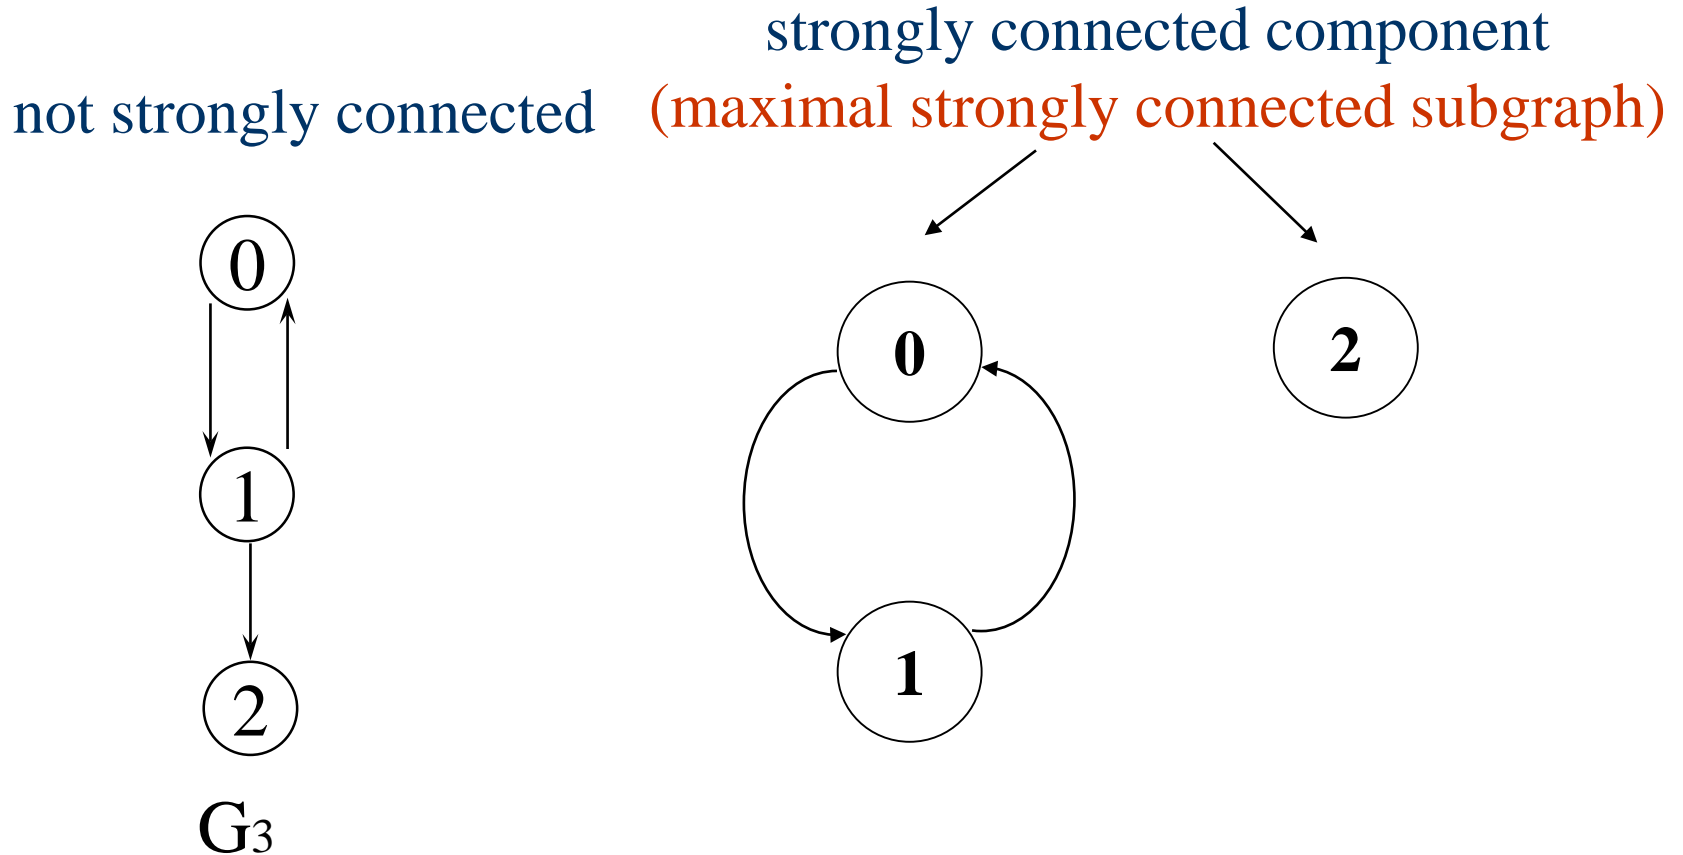 not strongly connected
0
1
2
G3
strongly connected component
(maximal strongly connected subgraph)
0
2
1